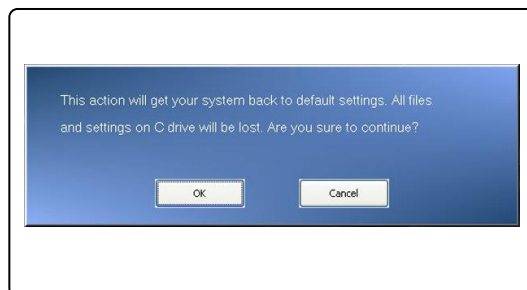 This action will get your system back to default settings. All files
and settings on C drive will be lost. Are you sure to continue?
OK
Cancel